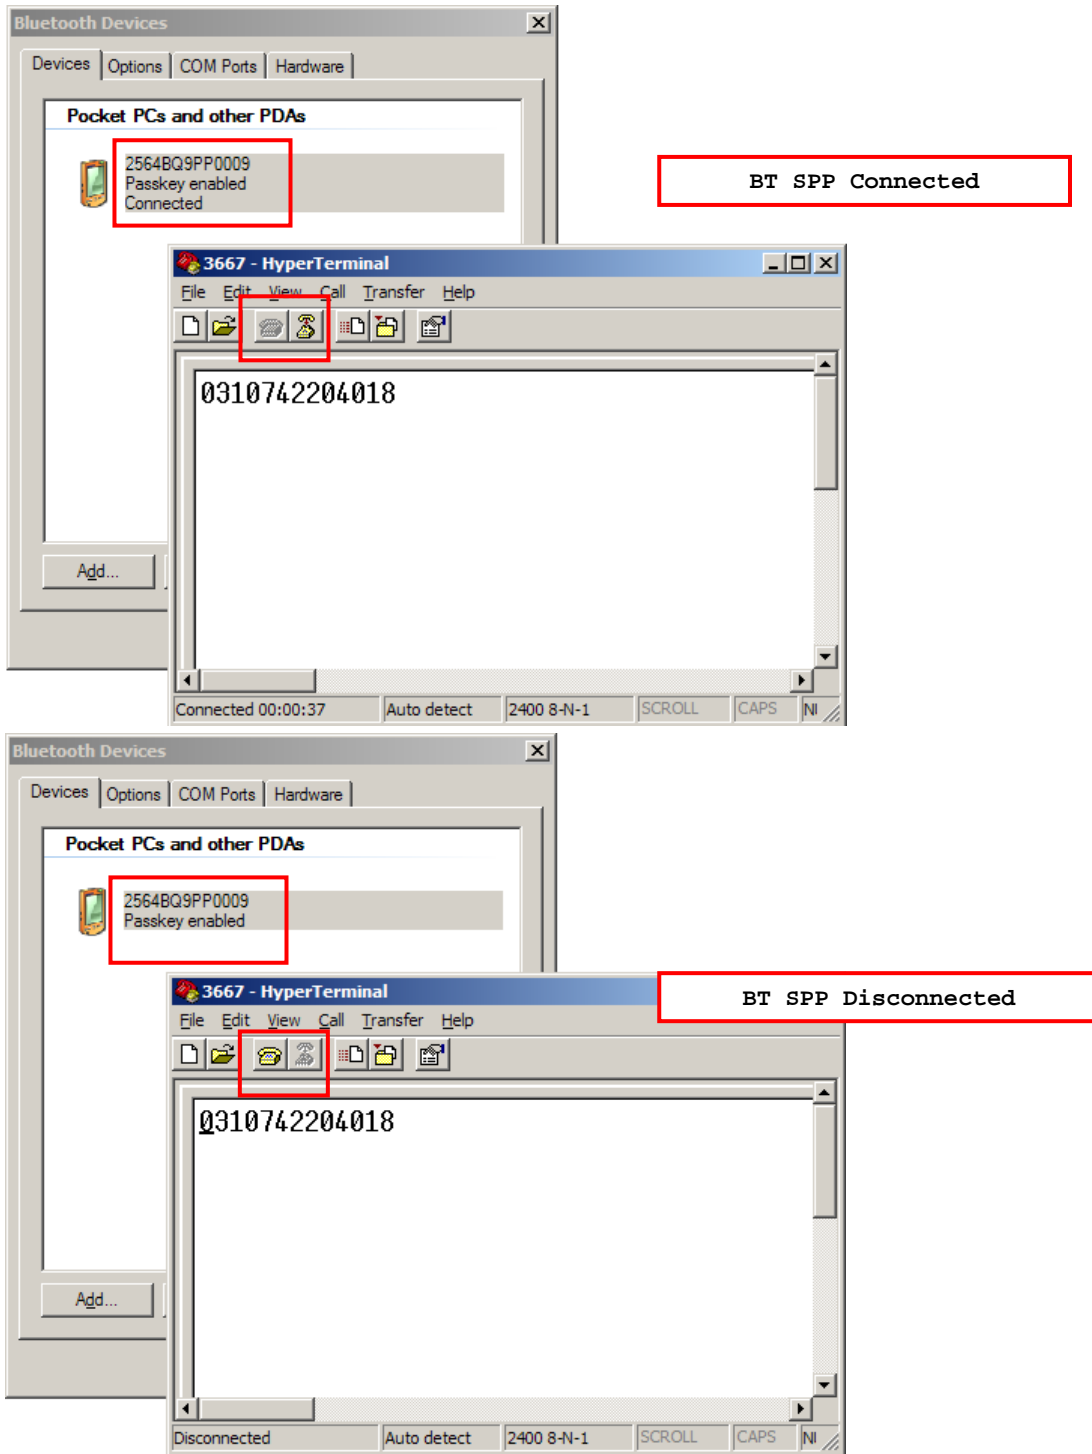 Bluetooth Devices
Devices Options COM Ports Hardware
Pocket PCs and other PDAs
2564BQ9PP0009
Passkey enabled
Connected
BT SPP Connected
3667 - HyperTerminal
File Edit View Call Transfer Help
0310742204018
Add...
Connected 00:00:37 Auto detect 2400 8-N-1 SCROLL CAPS
Bluetooth Devices
Devices Options COM Ports Hardware
Pocket PCs and other PDAs
2564BQ9PP0009
Passkey enabled
3667 - HyperTerminal
BT SPP Disconnected
File Edit View Call Transfer Help
0310742204018
Add...
Disconnected Auto detect 2400 8-N-1 SCROLL CAPS